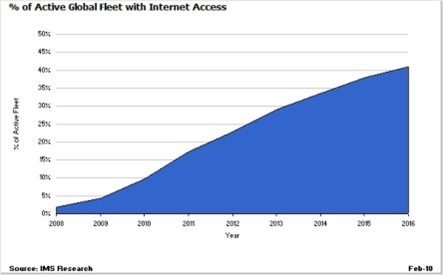 % of Active Global Fleet with Internet Access
50%
45%
40%
35%
30%
25%
20%
15%
10%
5%
0%
% of Active Fleet
2008 2009 2010 2011 2012 2013 2014 2015 2016
Year
Source: IMS Research Feb-10